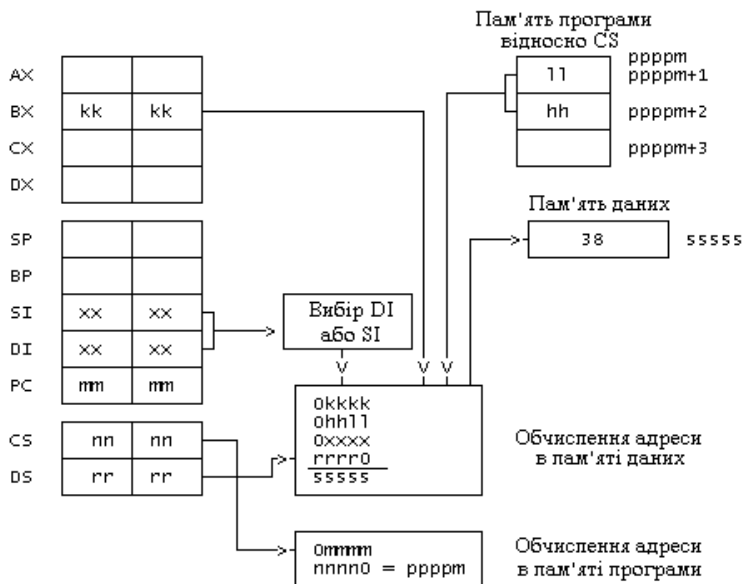 Пам'ять програми
відносно CS
ppppm
AX ll ppppm+1
BX kk kk hh ppppm+2
CX ppppm+3
DX
Пам'ять даних
SP 38 sssss
BP
SI xx xx Вибір DI
DI xx xx або SI
PC mm mm
0kkkk
0hhll
CS nn nn 0xxxx Обчислення адреси
DS rr rr rrrr0 в пам'яті даних
sssss
0mmmm Обчислення адреси
nnnn0 = ppppm в пам'яті програми